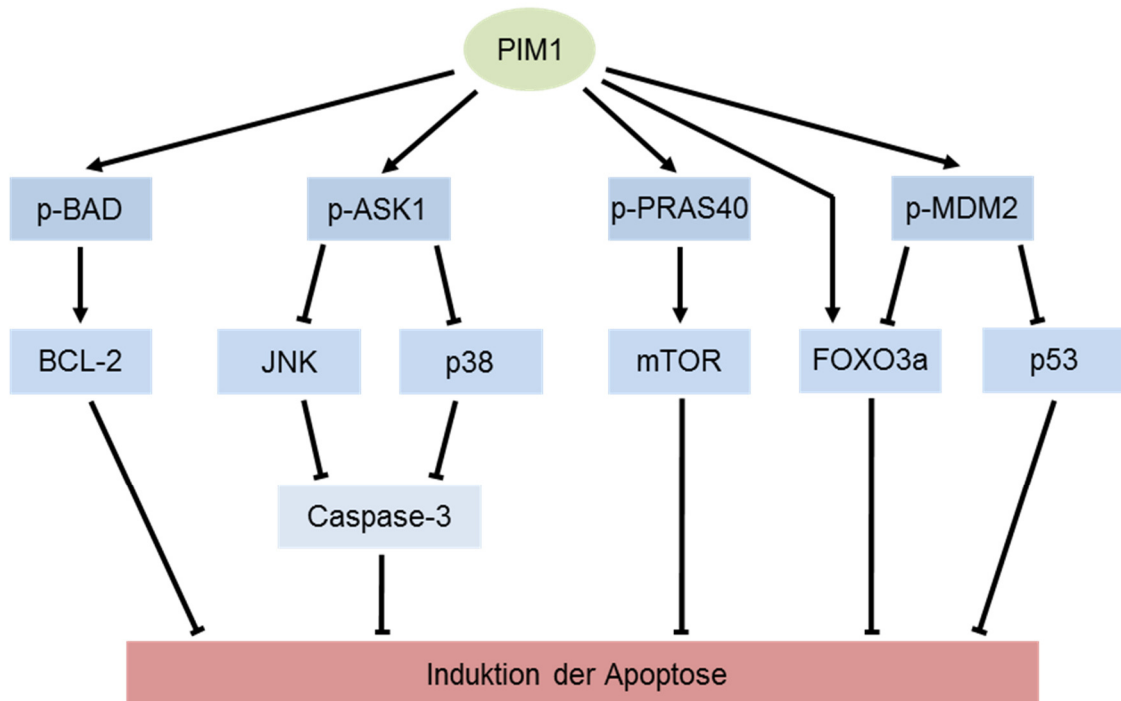 PIM1
p-BAD
p-ASK1
p-PRAS40
p-MDM2
BCL-2
JNK
p38
mTOR
FOXO3a
p53
Caspase-3
Induktion der Apoptose